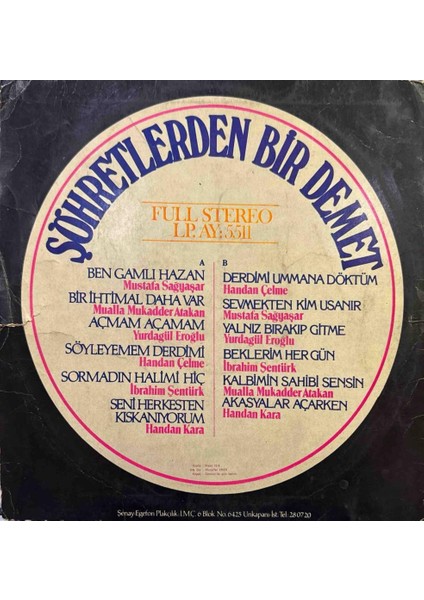 ŞÖHRETLERDEN BİR DEMET
FULL STEREO
LP. AY: 5511
A
BEN GAMLI HAZAN
Mustafa Sağyaşar
BİR İHTİMAL DAHA VAR
Mualla Mukadder Atakan
AÇMAM AÇAMAM
Yurdagül Eroğlu
SÖYLEYEMEM DERDİMİ
Handan Çelme
SORMADIN HALİMİ HİÇ
İbrahim Şentürk
SENİ HERKESTEN
KISKANIYORUM
Handan Kara
B
DERDİMİ UMMANA DÖKTÜM
Handan Çelme
SEVMEKTEN KİM USANIR
Mustafa Sağyaşar
YALNIZ BIRAKIP GİTME
Yurdagül Eroğlu
BEKLERİM HER GÜN
İbrahim Şentürk
KALBİMİN SAHİBİ SENSİN
Mualla Mukadder Atakan
AKASYALAR AÇARKEN
Handan Kara
Şenay-Egefon Plakçılık: İ.M.Ç. 6 Blok No. 6425 Unkapanı-İst. Tel: 28 07 20